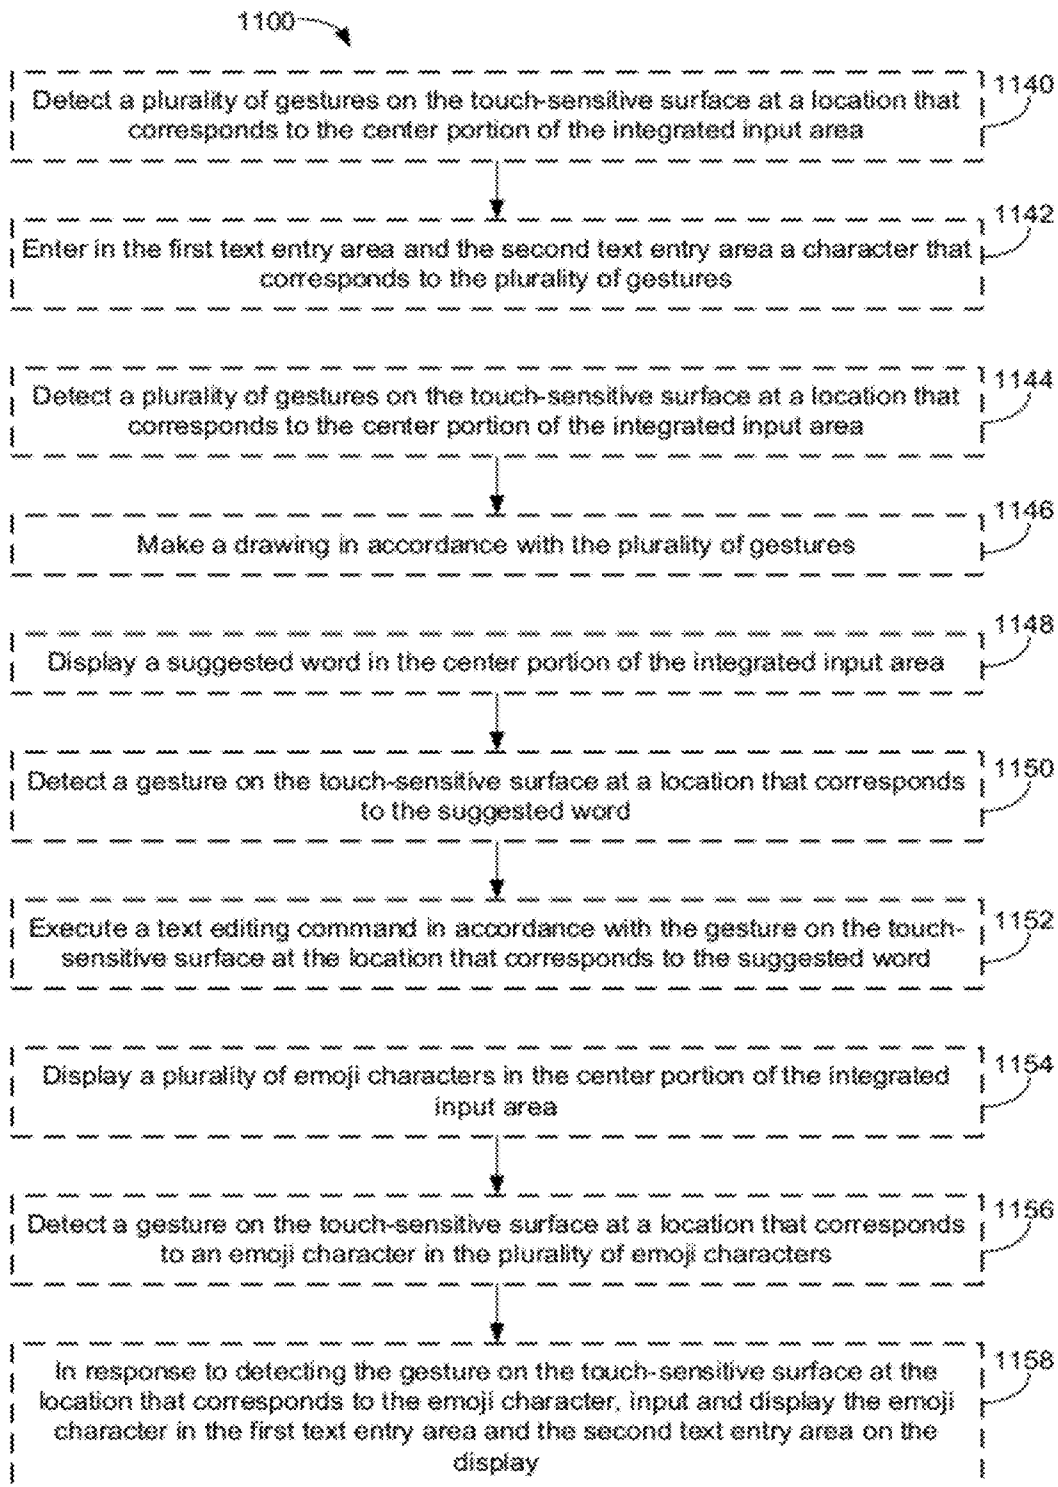 1100
Detect a plurality of gestures on the touch-sensitive surface at a location that
corresponds to the center portion of the integrated input area
1140
Enter in the first text entry area and the second text entry area a character that
corresponds to the plurality of gestures
1142
Detect a plurality of gestures on the touch-sensitive surface at a location that
corresponds to the center portion of the integrated input area
1144
Make a drawing in accordance with the plurality of gestures
1146
Display a suggested word in the center portion of the integrated input area
1148
Detect a gesture on the touch-sensitive surface at a location that corresponds
to the suggested word
1150
Execute a text editing command in accordance with the gesture on the touch-
sensitive surface at the location that corresponds to the suggested word
1152
Display a plurality of emoji characters in the center portion of the integrated
input area
1154
Detect a gesture on the touch-sensitive surface at a location that corresponds
to an emoji character in the plurality of emoji characters
1156
In response to detecting the gesture on the touch-sensitive surface at the
location that corresponds to the emoji character, input and display the emoji
character in the first text entry area and the second text entry area on the
display
1158